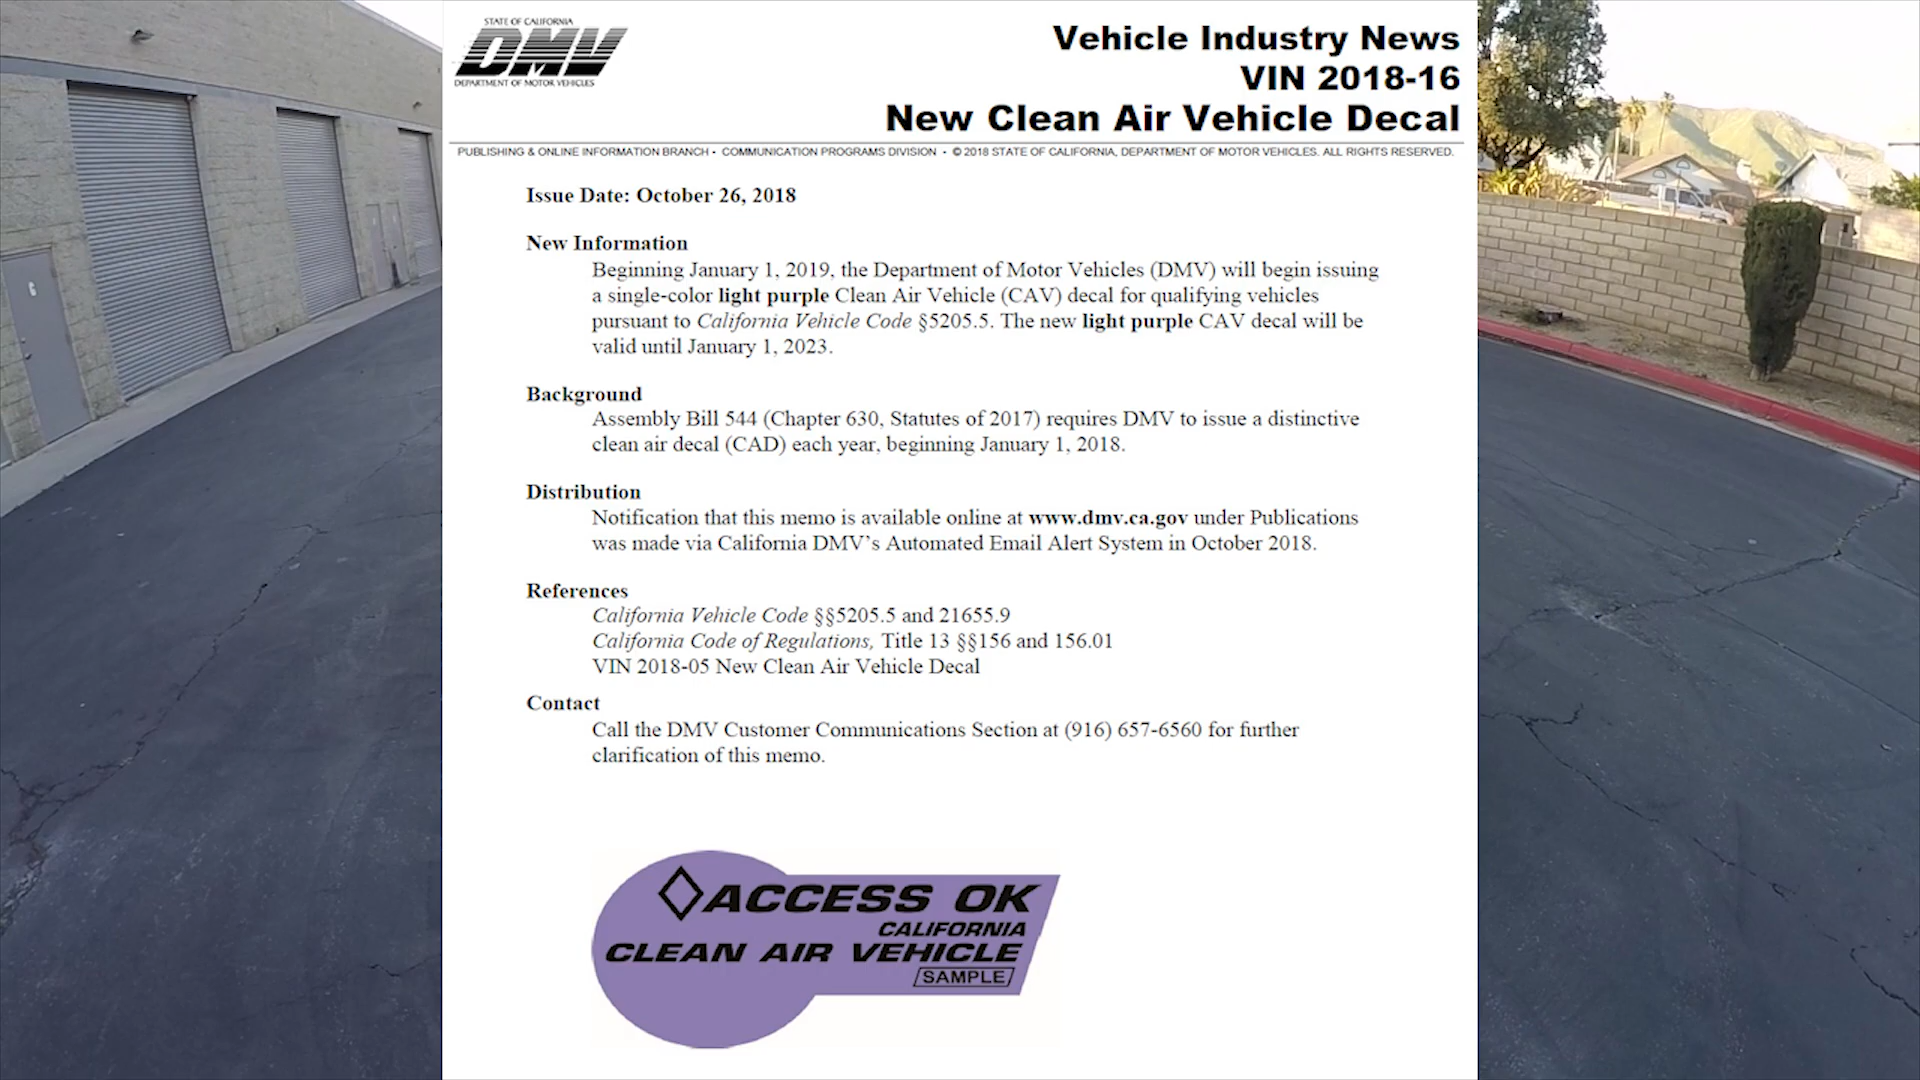 STATE OF CALIFORNIA
DMV
DEPARTMENT OF MOTOR VEHICLES
Vehicle Industry News
VIN 2018-16
New Clean Air Vehicle Decal
PUBLISHING & ONLINE INFORMATION BRANCH • COMMUNICATION PROGRAMS DIVISION • © 2018 STATE OF CALIFORNIA, DEPARTMENT OF MOTOR VEHICLES. ALL RIGHTS RESERVED.
Issue Date: October 26, 2018
New Information
Beginning January 1, 2019, the Department of Motor Vehicles (DMV) will begin issuing
a single-color light purple Clean Air Vehicle (CAV) decal for qualifying vehicles
pursuant to California Vehicle Code §5205.5. The new light purple CAV decal will be
valid until January 1, 2023.
Background
Assembly Bill 544 (Chapter 630, Statutes of 2017) requires DMV to issue a distinctive
clean air decal (CAD) each year, beginning January 1, 2018.
Distribution
Notification that this memo is available online at www.dmv.ca.gov under Publications
was made via California DMV’s Automated Email Alert System in October 2018.
References
California Vehicle Code §§5205.5 and 21655.9
California Code of Regulations, Title 13 §§156 and 156.01
VIN 2018-05 New Clean Air Vehicle Decal
Contact
Call the DMV Customer Communications Section at (916) 657-6560 for further
clarification of this memo.
ACCESS OK
CALIFORNIA
CLEAN AIR VEHICLE
SAMPLE